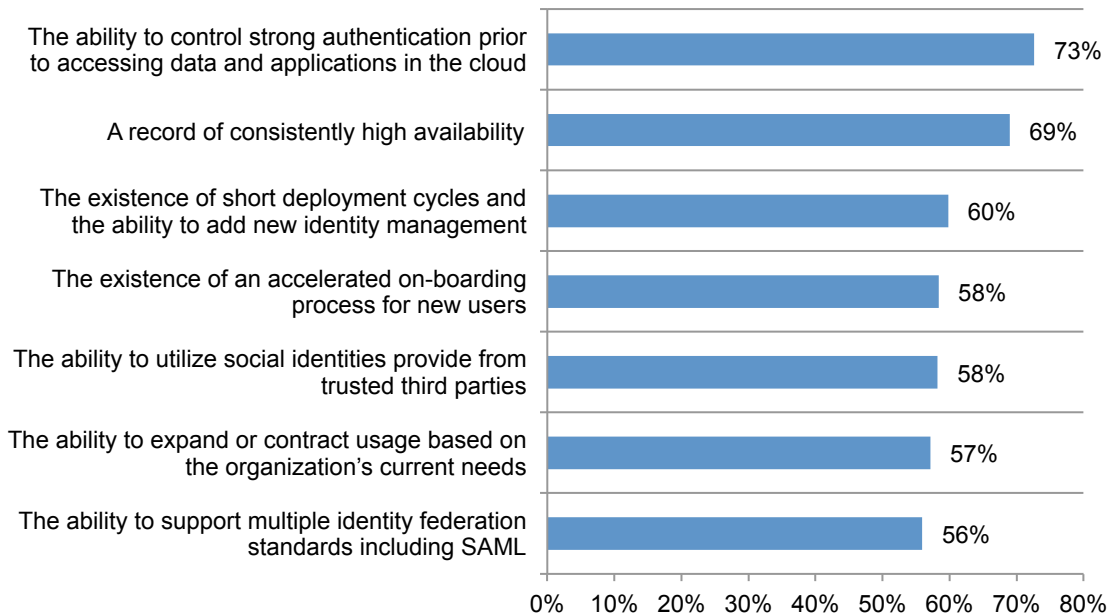 The ability to control strong authentication prior
to accessing data and applications in the cloud
73%
A record of consistently high availability
69%
The existence of short deployment cycles and
the ability to add new identity management
60%
The existence of an accelerated on-boarding
process for new users
58%
The ability to utilize social identities provide from
trusted third parties
58%
The ability to expand or contract usage based on
the organization’s current needs
57%
The ability to support multiple identity federation
standards including SAML
56%
0% 10% 20% 30% 40% 50% 60% 70% 80%